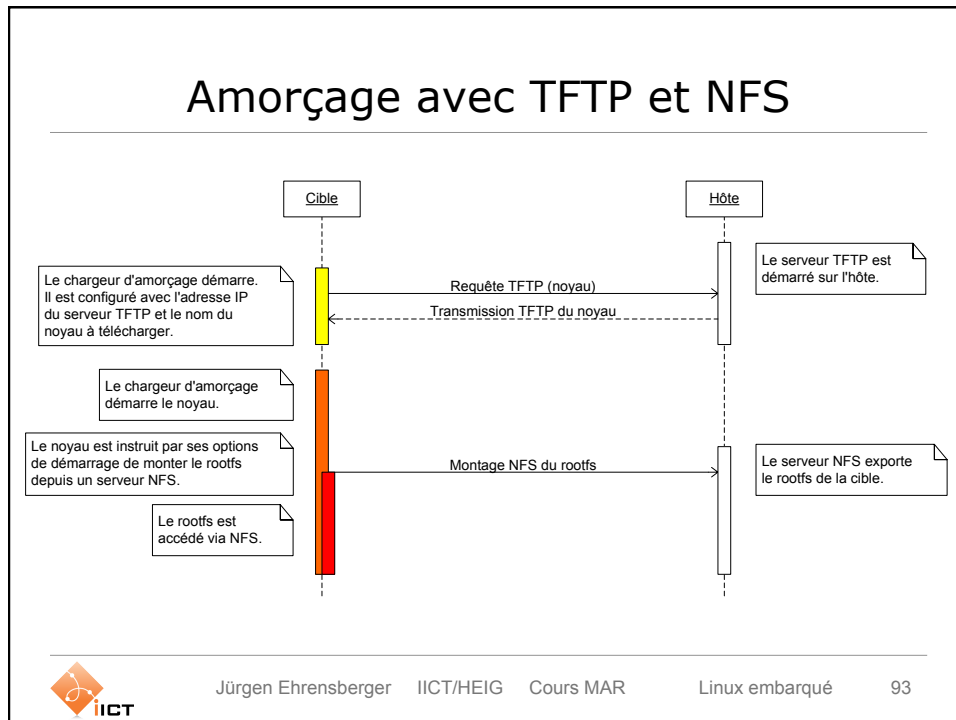 Amorçage avec TFTP et NFS
Cible
Hôte
Le chargeur d'amorçage démarre.
Il est configuré avec l'adresse IP
du serveur TFTP et le nom du
noyau à télécharger.
Requête TFTP (noyau)
Transmission TFTP du noyau
Le serveur TFTP est
démarré sur l'hôte.
Le chargeur d'amorçage
démarre le noyau.
Le noyau est instruit par ses options
de démarrage de monter le rootfs
depuis un serveur NFS.
Montage NFS du rootfs
Le serveur NFS exporte
le rootfs de la cible.
Le rootfs est
accédé via NFS.
IICT
Jürgen Ehrensberger IICT/HEIG Cours MAR Linux embarqué 93